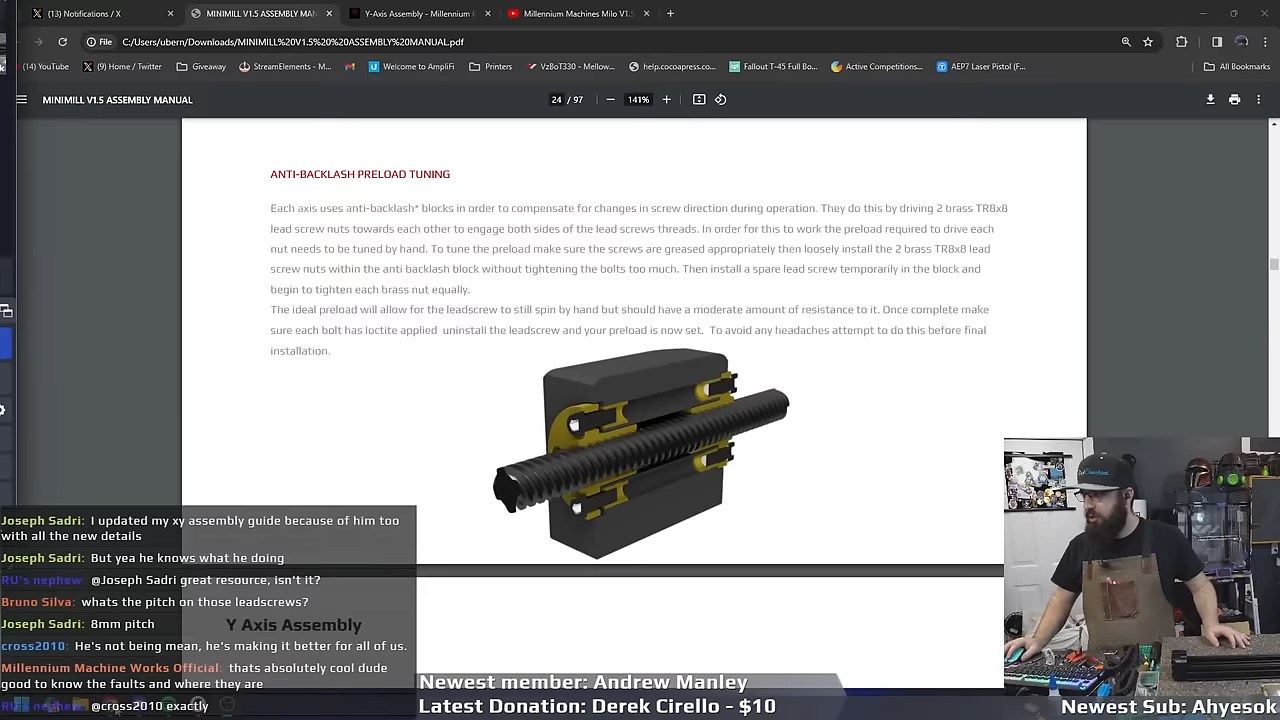 (13) Notifications / X
MINIMILL V1.5 ASSEMBLY MAN
Y-Axis Assembly - Millennium
Millennium Machines Milo V1.5
File
C:/Users/ubern/Downloads/MINIMILL%20V1.5%20%20ASSEMBLY%20MANUAL.pdf
(14) YouTube
(9) Home / Twitter
Giveaway
StreamElements - M...
Welcome to AmpliFi
Printers
VzBoT330 - Mellow...
help.cocoapress.co...
Fallout T-45 Full Bo...
Active Competitions...
AEP7 Laser Pistol (F...
All Bookmarks
MINIMILL V1.5 ASSEMBLY MANUAL
24 / 97
141%
ANTI-BACKLASH PRELOAD TUNING
Each axis uses anti-backlash* blocks in order to compensate for changes in screw direction during operation. They do this by driving 2 brass TR8x8
lead screw nuts towards each other to engage both sides of the lead screws threads. In order for this to work the preload required to drive each
nut needs to be tuned by hand. To tune the preload make sure the screws are greased appropriately then loosely install the 2 brass TR8x8 lead
screw nuts within the anti backlash block without tightening the bolts too much. Then install a spare lead screw temporarily in the block and
begin to tighten each brass nut equally.
The ideal preload will allow for the leadscrew to still spin by hand but should have a moderate amount of resistance to it. Once complete make
sure each bolt has loctite applied uninstall the leadscrew and your preload is now set. To avoid any headaches attempt to do this before final
installation.
Joseph Sadri: I updated my xy assembly guide because of him too
with all the new details
Joseph Sadri: But yea he knows what he doing
RU's nephew @Joseph Sadri great resource, isn't it?
Bruno Silva: whats the pitch on those leadscrews?
Joseph Sadri: 8mm pitch
Y Axis Assembly
cross2010: He's not being mean, he's making it better for all of us.
Millennium Machine Works Official: thats absolutely cool dude
good to know the faults and where they are
RU's nephew @cross2010 exactly
Newest member: Andrew Manley
Latest Donation: Derek Cirello - $10
Newest Sub: Ahyesok